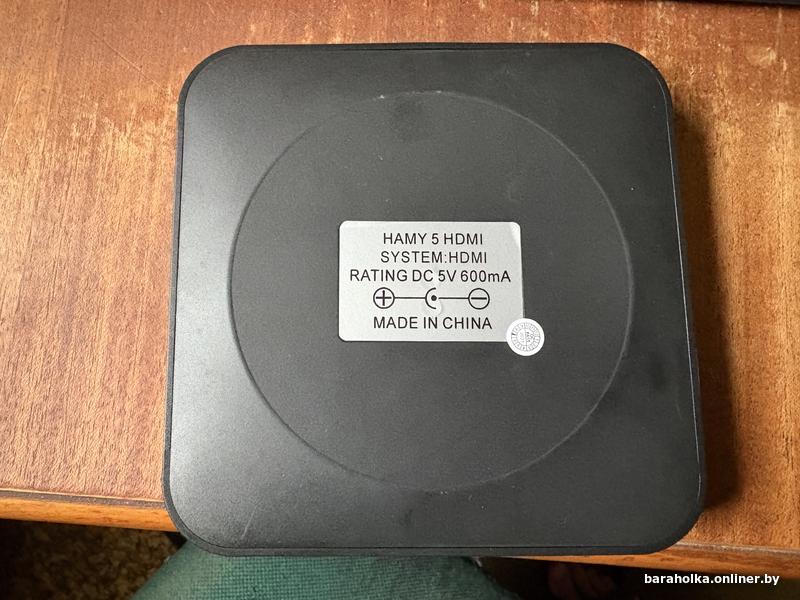 HAMY 5 HDMI
SYSTEM:HDMI
RATING DC 5V 600mA
MADE IN CHINA
baraholka.onliner.by